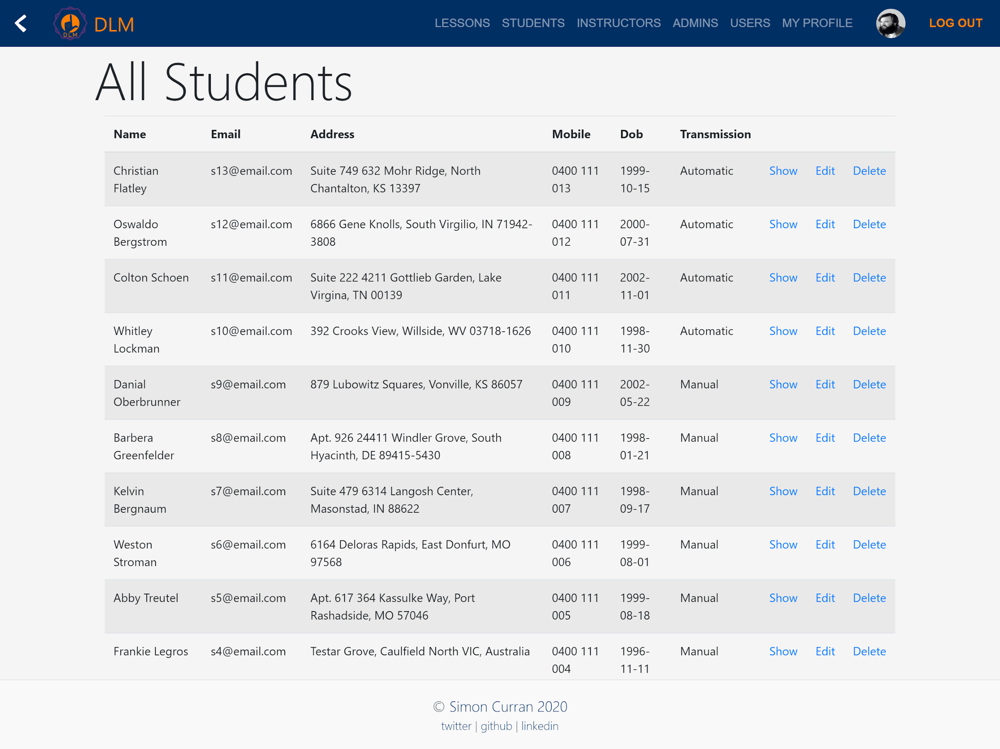 DLM
DLM
LESSONS STUDENTS INSTRUCTORS ADMINS USERS MY PROFILE LOG OUT
All Students
Name Email Address Mobile Dob Transmission
Christian Flatley s13@email.com Suite 749 632 Mohr Ridge, North Chantalton, KS 13397 0400 111 013 1999-10-15 Automatic Show Edit Delete
Oswaldo Bergstrom s12@email.com 6866 Gene Knolls, South Virgilio, IN 71942-3808 0400 111 012 2000-07-31 Automatic Show Edit Delete
Colton Schoen s11@email.com Suite 222 4211 Gottlieb Garden, Lake Virgina, TN 00139 0400 111 011 2002-11-01 Automatic Show Edit Delete
Whitley Lockman s10@email.com 392 Crooks View, Willside, WV 03718-1626 0400 111 010 1998-11-30 Automatic Show Edit Delete
Danial Oberbrunner s9@email.com 879 Lubowitz Squares, Vonville, KS 86057 0400 111 009 2002-05-22 Manual Show Edit Delete
Barbera Greenfelder s8@email.com Apt. 926 24411 Windler Grove, South Hyacinth, DE 89415-5430 0400 111 008 1998-01-21 Manual Show Edit Delete
Kelvin Bergnaum s7@email.com Suite 479 6314 Langosh Center, Masonstad, IN 88622 0400 111 007 1998-09-17 Manual Show Edit Delete
Weston Stroman s6@email.com 6164 Deloras Rapids, East Donfurt, MO 97568 0400 111 006 1999-08-01 Manual Show Edit Delete
Abby Treutel s5@email.com Apt. 617 364 Kassulke Way, Port Rashadside, MO 57046 0400 111 005 1999-08-18 Manual Show Edit Delete
Frankie Legros s4@email.com Testar Grove, Caulfield North VIC, Australia 0400 111 004 1996-11-11 Manual Show Edit Delete
© Simon Curran 2020
twitter | github | linkedin